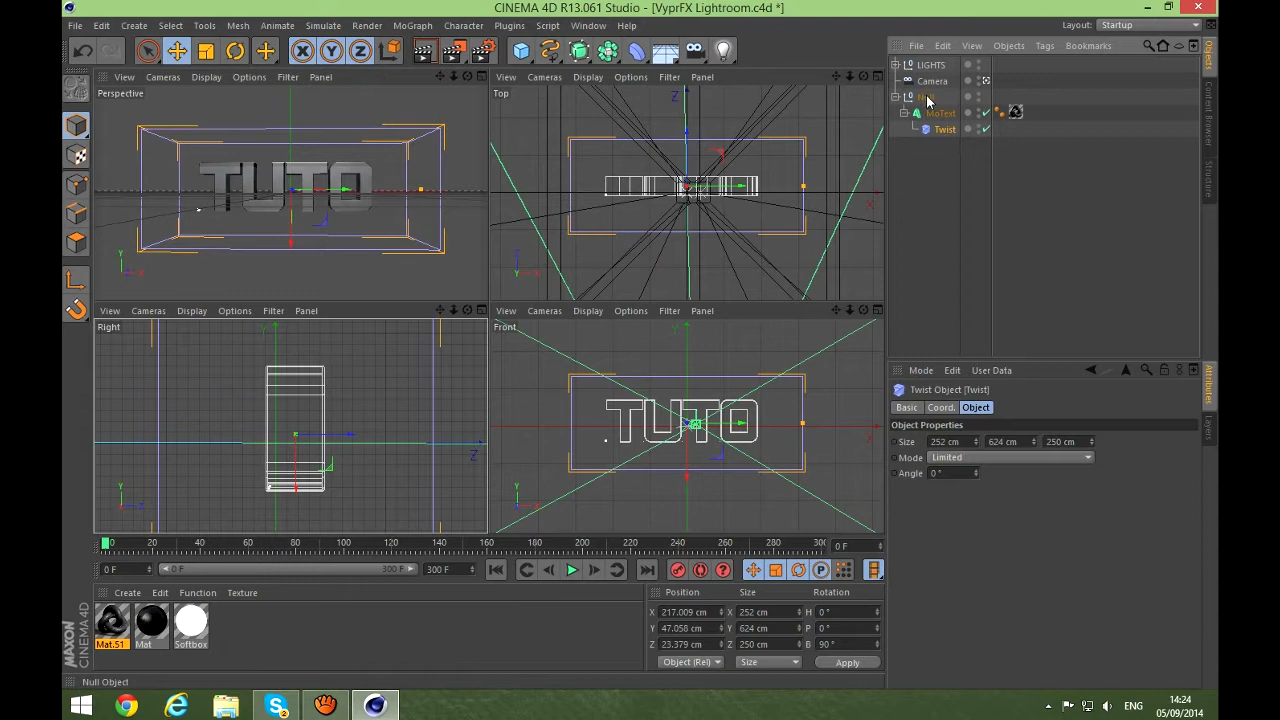 CINEMA 4D R13.061 Studio - [VyprFX Lightroom.c4d *]
File Edit Create Select Tools Mesh Animate Simulate Render MoGraph Character Plugins Script Window Help
Layout: Startup
X Y Z
View Cameras Display Options Filter Panel
Perspective
TUTO
View Cameras Display Options Filter Panel
Top
View Cameras Display Options Filter Panel
Right
View Cameras Display Options Filter Panel
Front
TUTO
File Edit View Objects Tags Bookmarks
LIGHTS
Camera
MoText
Twist
Objects
Content Browser
Structure
Mode Edit User Data
Twist Object [Twist]
Basic Coord. Object
Object Properties
Size 252 cm 624 cm 250 cm
Mode Limited
Angle 0 °
Attributes
Layers
0 20 40 60 80 100 120 140 160 180 200 220 240 260 280 300 0 F
0 F 0 F 300 F 300 F
Create Edit Function Texture
Mat.51 Mat Softbox
Position Size Rotation
X 217.009 cm X 252 cm H 0 °
Y 47.058 cm Y 624 cm P 0 °
Z 23.379 cm Z 250 cm B 90 °
Object (Rel) Size Apply
MAXON CINEMA 4D
Null Object
ENG
14:24
05/09/2014